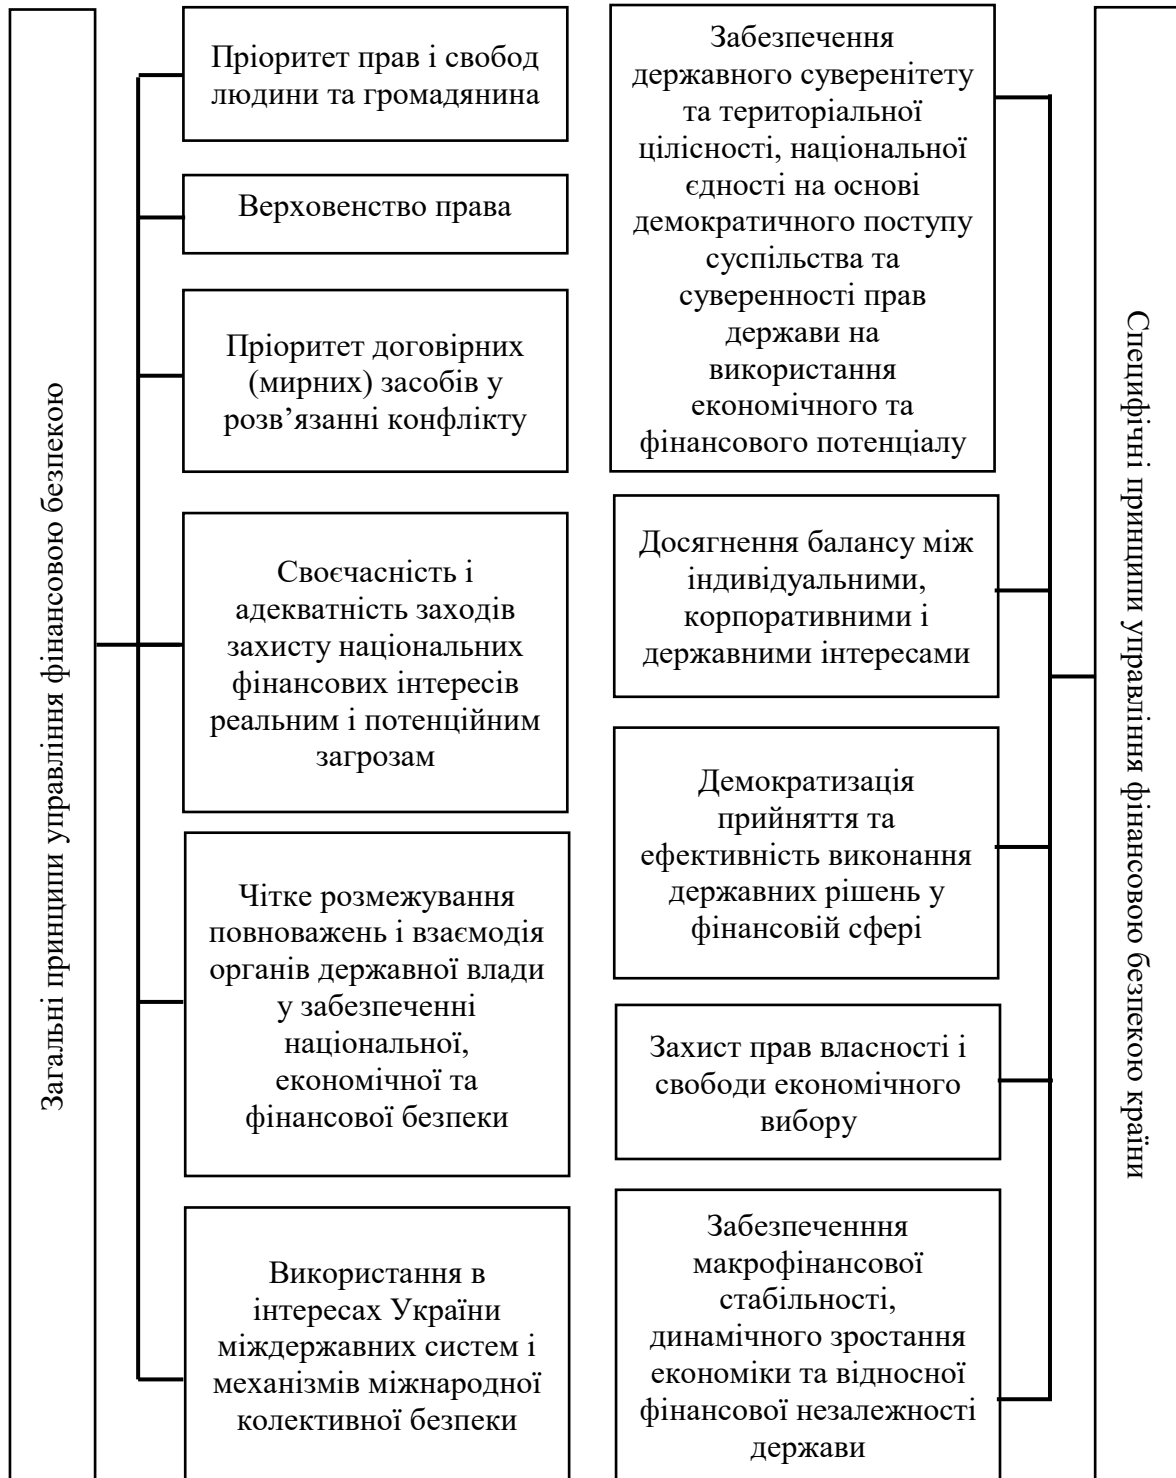 Загальні принципи управління фінансовою безпекою
Пріоритет прав і свобод
людини та громадянина
Верховенство права
Пріоритет договірних
(мирних) засобів у
розв’язанні конфлікту
Своєчасність і
адекватність заходів
захисту національних
фінансових інтересів
реальним і потенційним
загрозам
Чітке розмежування
повноважень і взаємодія
органів державної влади
у забезпеченні
національної,
економічної та
фінансової безпеки
Використання в
інтересах України
міждержавних систем і
механізмів міжнародної
колективної безпеки
Забезпечення
державного суверенітету
та територіальної
цілісності, національної
єдності на основі
демократичного поступу
суспільства та
суверенності прав
держави на
використання
економічного та
фінансового потенціалу
Досягнення балансу між
індивідуальними,
корпоративними і
державними інтересами
Демократизація
прийняття та
ефективність виконання
державних рішень у
фінансовій сфері
Захист прав власності і
свободи економічного
вибору
Забезпеченння
макрофінансової
стабільності,
динамічного зростання
економіки та відносної
фінансової незалежності
держави
Специфічні принципи управління фінансовою безпекою країни